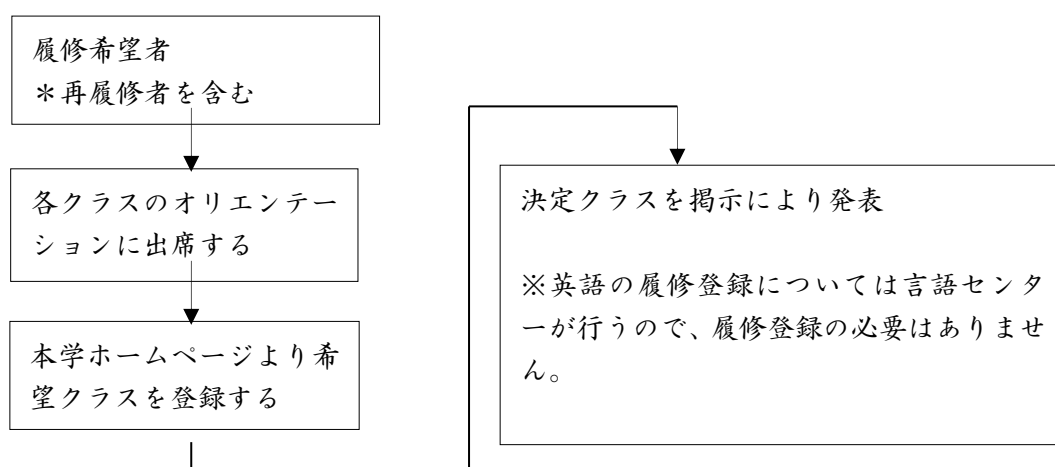 履修希望者
＊再履修者を含む
各クラスのオリエンテー
ションに出席する
本学ホームページより希
望クラスを登録する
決定クラスを掲示により発表
※英語の履修登録については言語センタ
ーが行うので、履修登録の必要はありませ
ん。